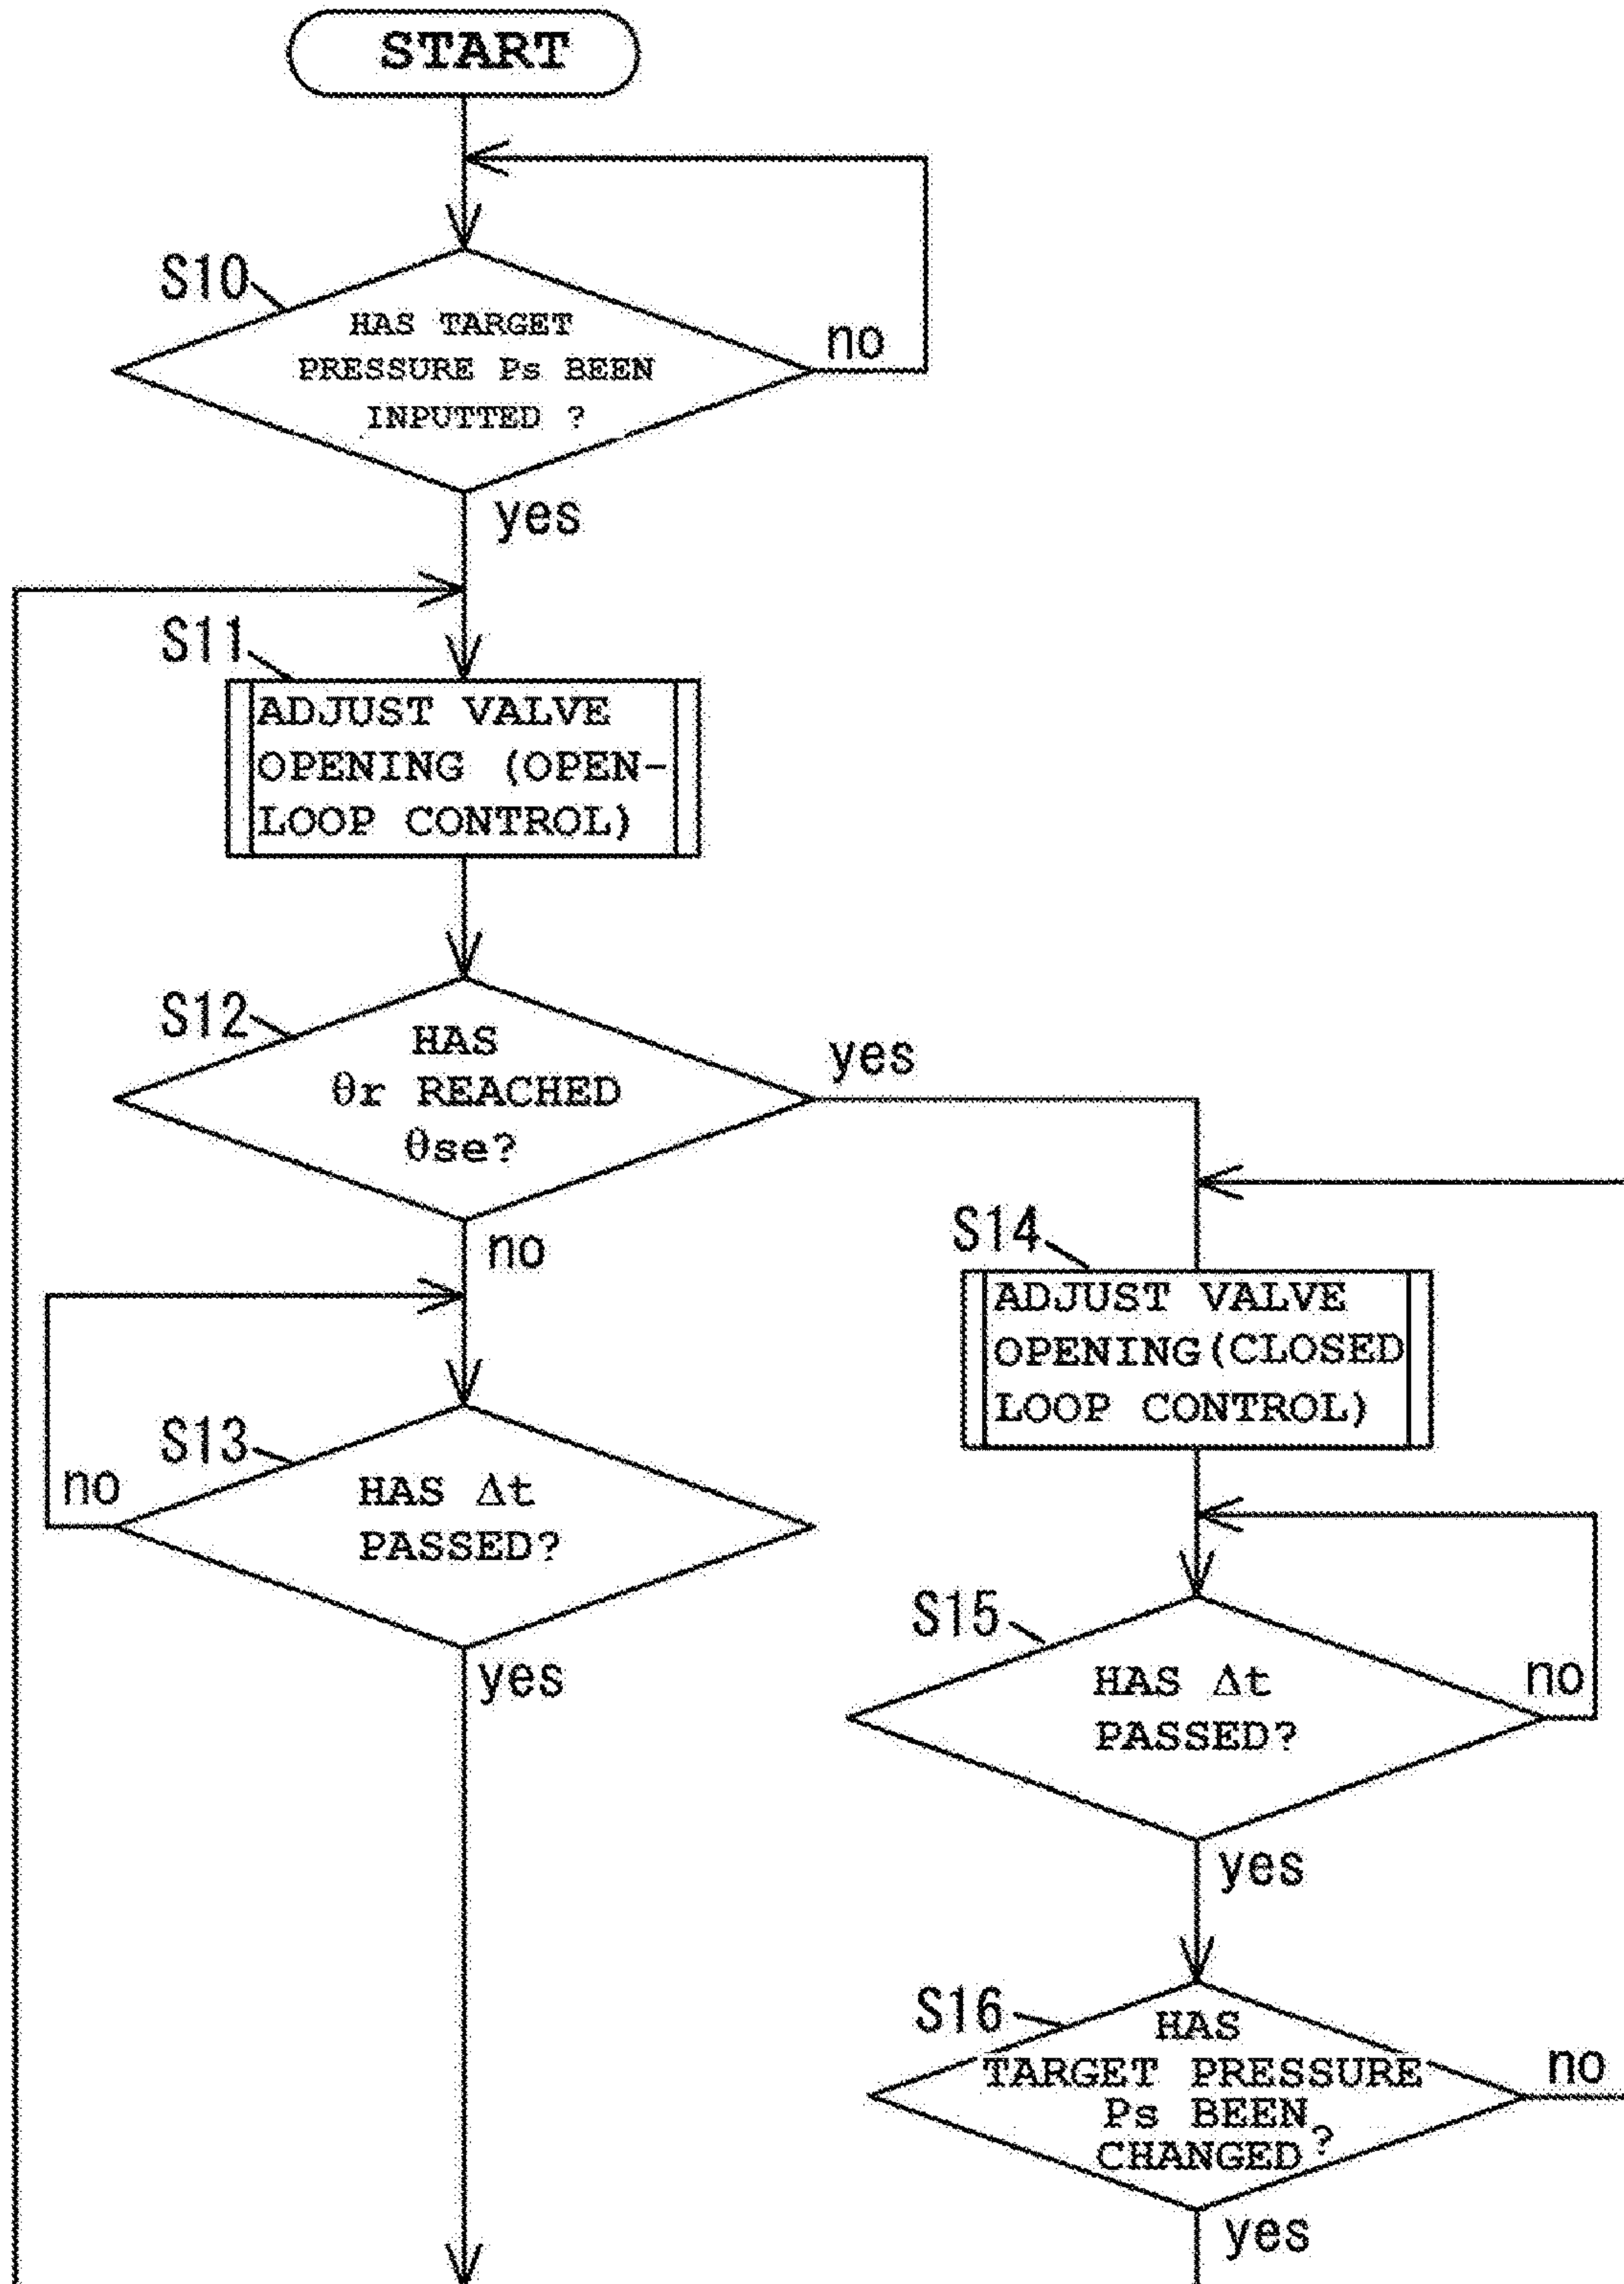 START
S10
HAS TARGET
PRESSURE Ps BEEN
INPUTTED ?
no
yes
S11
ADJUST VALVE
OPENING (OPEN-
LOOP CONTROL)
S12
HAS
θr REACHED
θse?
yes
no
S13
HAS Δt
PASSED?
no
yes
S14
ADJUST VALVE
OPENING(CLOSED
LOOP CONTROL)
S15
HAS Δt
PASSED?
no
yes
S16
HAS
TARGET PRESSURE
Ps BEEN
CHANGED?
no
yes